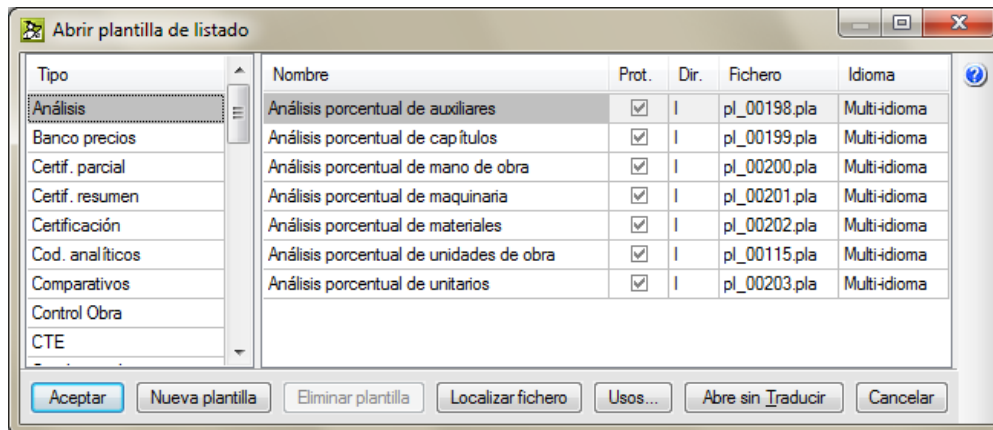 Abrir plantilla de listado
Tipo Nombre Prot. Dir. Fichero Idioma
Análisis Análisis porcentual de auxiliares I pl_00198.pla Multi-idioma
Banco precios Análisis porcentual de capítulos I pl_00199.pla Multi-idioma
Certif. parcial Análisis porcentual de mano de obra I pl_00200.pla Multi-idioma
Certif. resumen Análisis porcentual de maquinaria I pl_00201.pla Multi-idioma
Certificación Análisis porcentual de materiales I pl_00202.pla Multi-idioma
Cod. analíticos Análisis porcentual de unidades de obra I pl_00115.pla Multi-idioma
Comparativos Análisis porcentual de unitarios I pl_00203.pla Multi-idioma
Control Obra
CTE
Aceptar Nueva plantilla Eliminar plantilla Localizar fichero Usos... Abre sin Traducir Cancelar